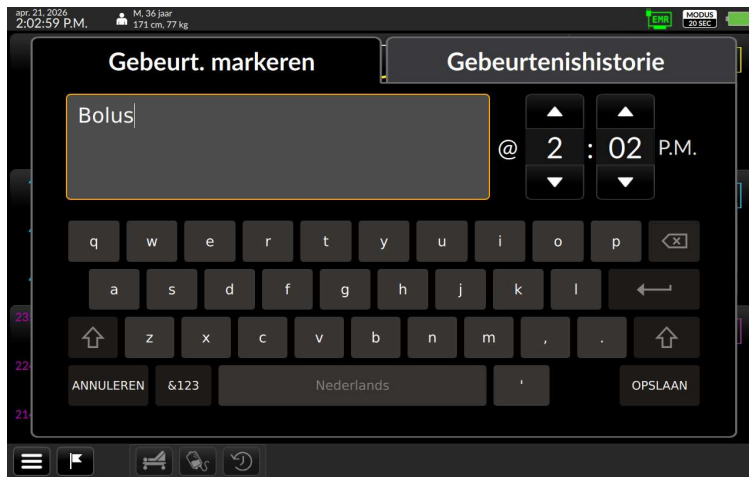 apr. 21, 2026
2:02:59 P.M.
M, 36 jaar
171 cm, 77 kg
EMR
MODUS
20 SEC
Gebeurt. markeren
Gebeurtenishistorie
Bolus
@ 2 : 02 P.M.
q w e r t y u i o p
a s d f g h j k l
z x c v b n m , .
ANNULEREN &123 Nederlands ' OPSLAAN